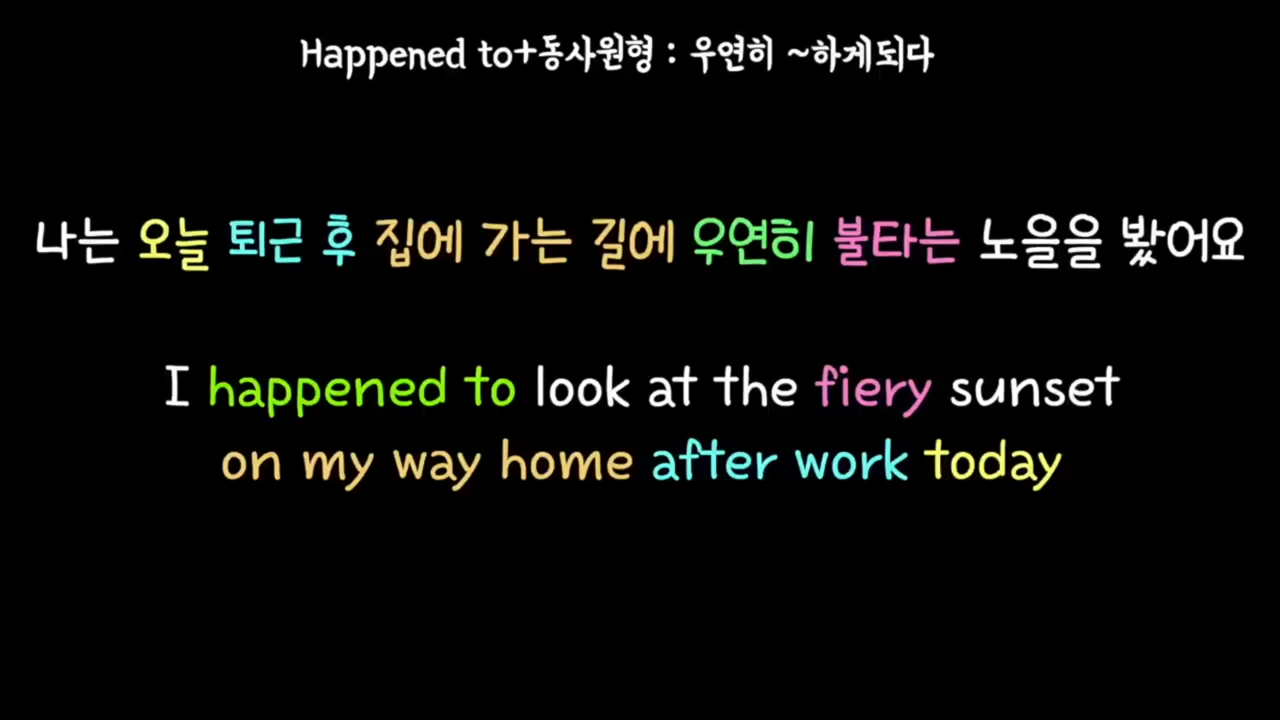 Happened to+동사원형 : 우연히 ~하게되다
나는 오늘 퇴근 후 집에 가는 길에 우연히 불타는 노을을 봤어요
I happened to look at the fiery sunset
on my way home after work today